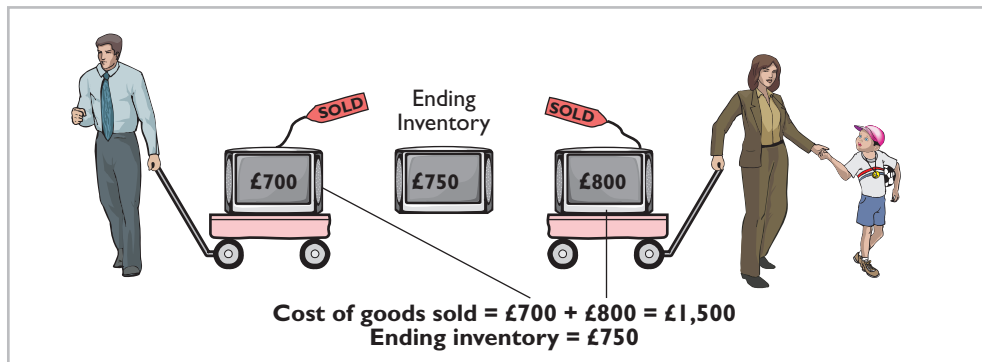 SOLD
Ending
Inventory
SOLD
£700
£750
£800
Cost of goods sold = £700 + £800 = £1,500
Ending inventory = £750